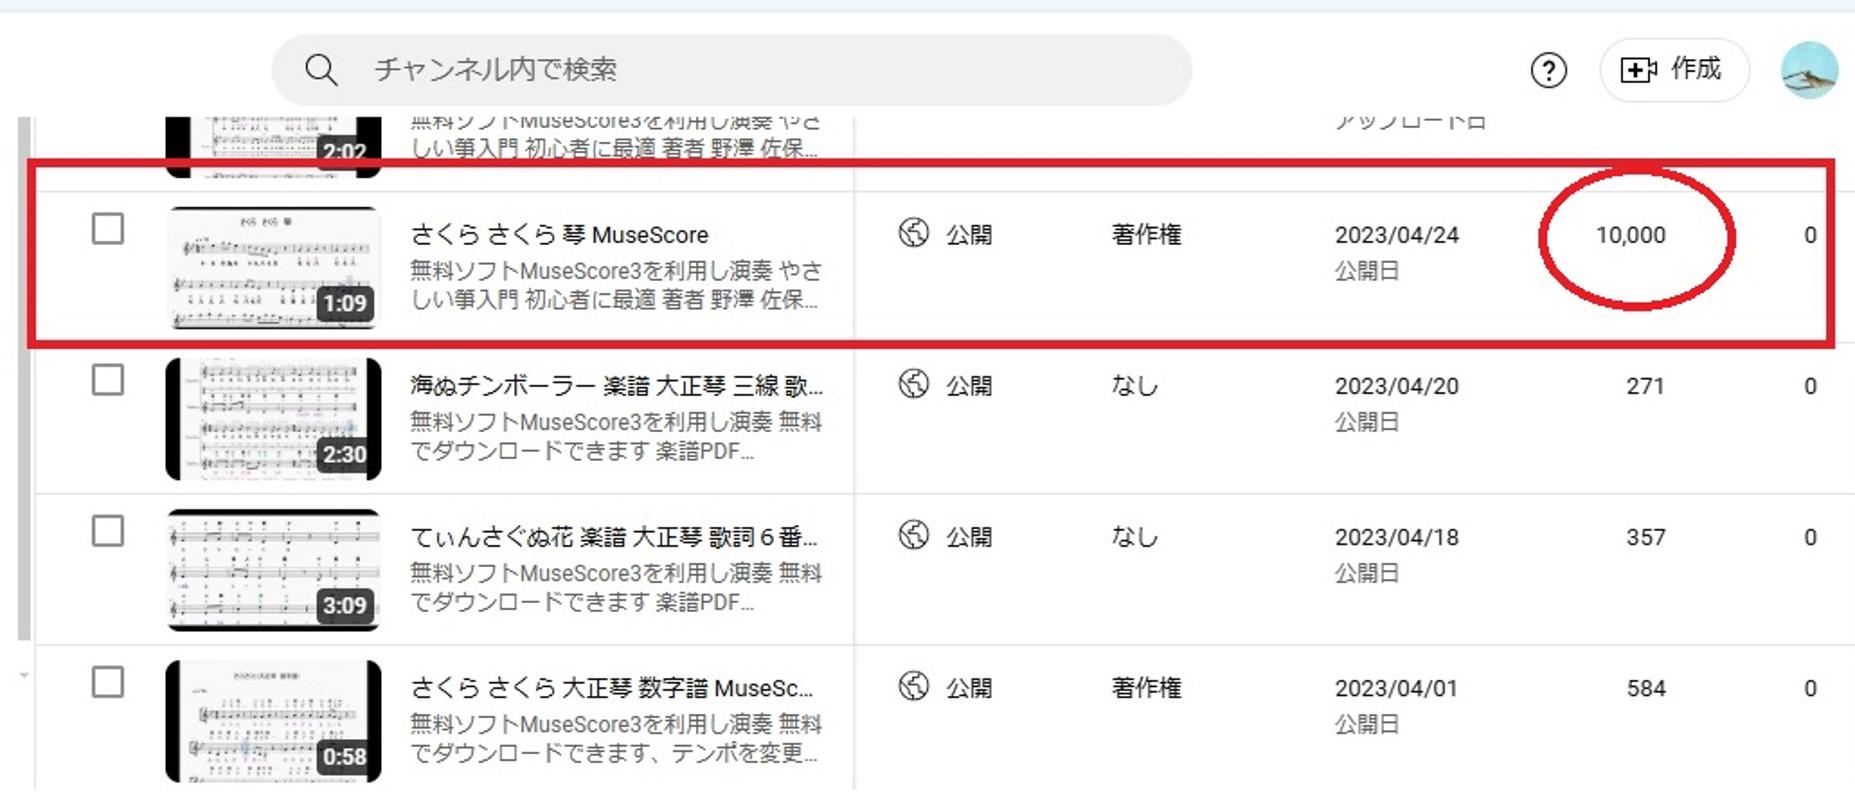 チャンネル内で検索
作成
無料ソフトMuseScore3を利用し演奏 やさ
しい箏入門 初心者に最適 著者 野澤 佐保...
アップロード日
2:02
さくら さくら 琴 MuseScore
無料ソフトMuseScore3を利用し演奏 やさ
しい箏入門 初心者に最適 著者 野澤 佐保...
1:09
公開
著作権
2023/04/24
公開日
10,000
0
海ぬチンボーラー 楽譜 大正琴 三線 歌...
無料ソフトMuseScore3を利用し演奏 無料
でダウンロードできます 楽譜PDF...
2:30
公開
なし
2023/04/20
公開日
271
0
てぃんさぐぬ花 楽譜 大正琴 歌詞６番...
無料ソフトMuseScore3を利用し演奏 無料
でダウンロードできます 楽譜PDF...
3:09
公開
なし
2023/04/18
公開日
357
0
さくら さくら 大正琴 数字譜 MuseSc...
無料ソフトMuseScore3を利用し演奏 無料
でダウンロードできます、テンポを変更...
0:58
公開
著作権
2023/04/01
公開日
584
0